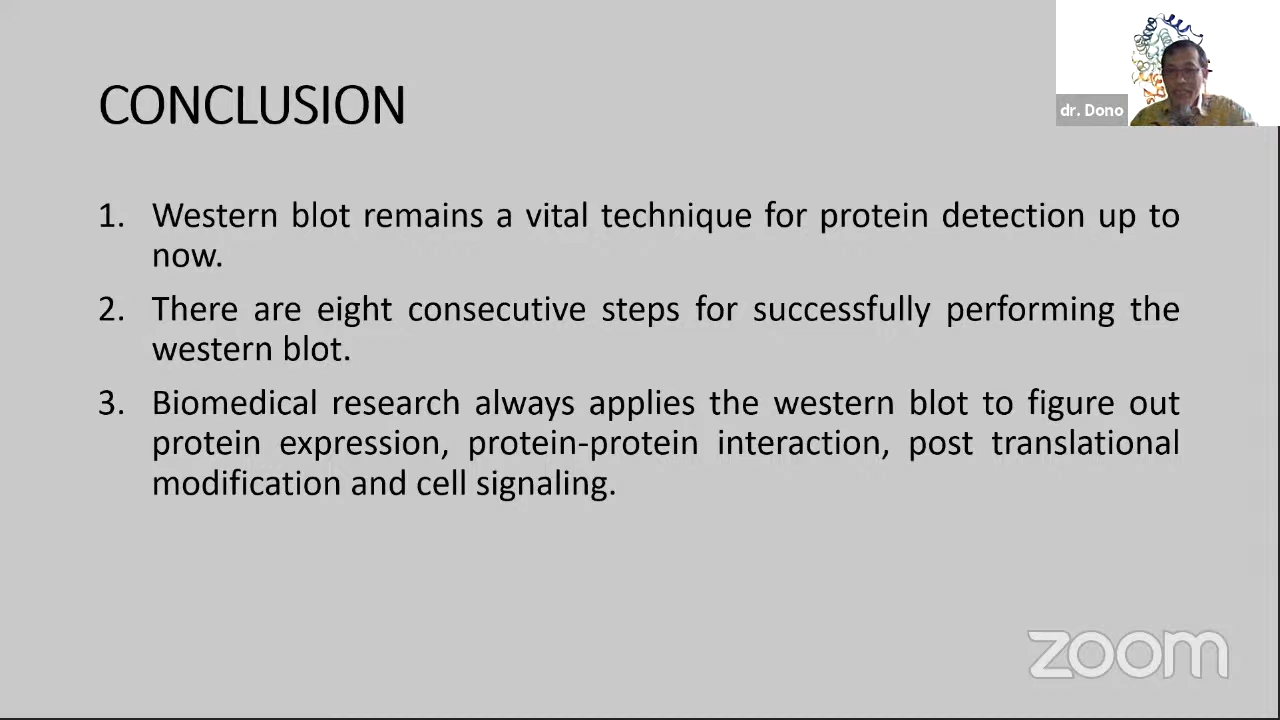 CONCLUSION
dr. Dono
1. Western blot remains a vital technique for protein detection up to
now.
2. There are eight consecutive steps for successfully performing the
western blot.
3. Biomedical research always applies the western blot to figure out
protein expression, protein-protein interaction, post translational
modification and cell signaling.
zoom